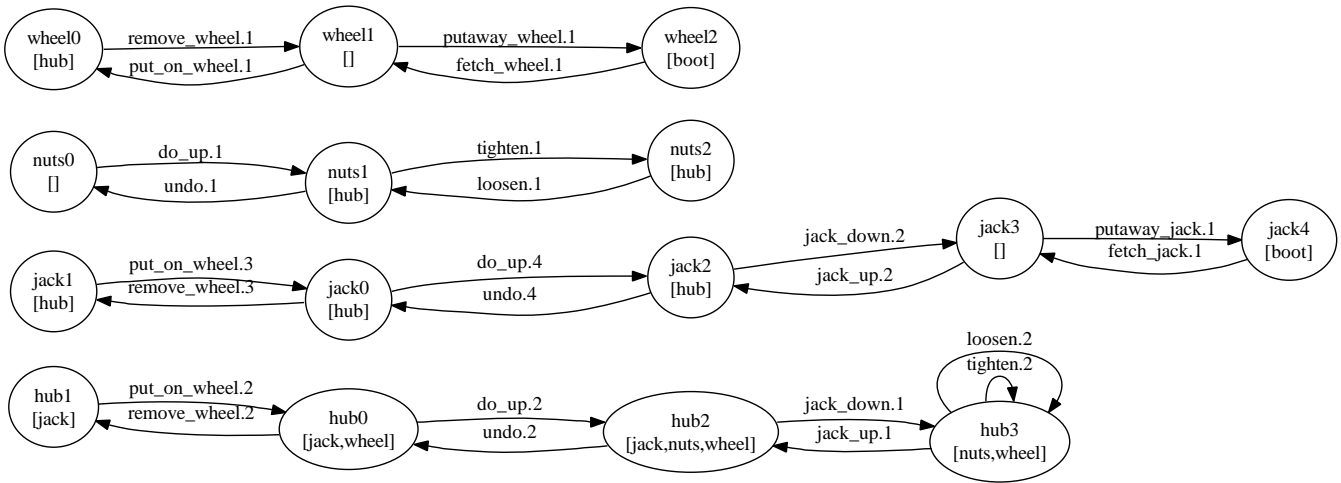 wheel0
[hub]
remove_wheel.1
put_on_wheel.1
wheel1
[]
putaway_wheel.1
fetch_wheel.1
wheel2
[boot]
nuts0
[]
do_up.1
undo.1
nuts1
[hub]
tighten.1
loosen.1
nuts2
[hub]
jack1
[hub]
put_on_wheel.3
remove_wheel.3
jack0
[hub]
do_up.4
undo.4
jack2
[hub]
jack_down.2
jack_up.2
jack3
[]
putaway_jack.1
fetch_jack.1
jack4
[boot]
hub1
[jack]
put_on_wheel.2
remove_wheel.2
hub0
[jack,wheel]
do_up.2
undo.2
hub2
[jack,nuts,wheel]
jack_down.1
jack_up.1
loosen.2
tighten.2
hub3
[nuts,wheel]